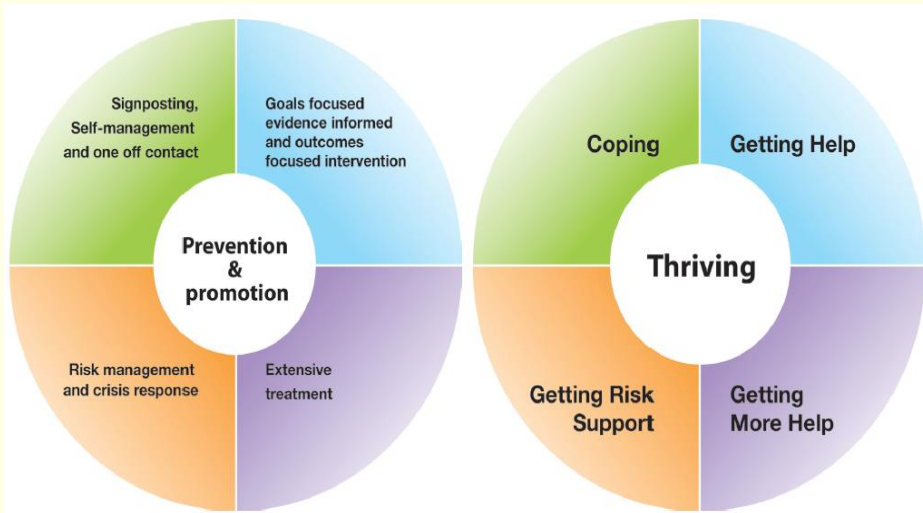 Signposting,
Self-management
and one off contact
Goals focused
evidence informed
and outcomes
focused intervention
Prevention
&
promotion
Risk management
and crisis response
Extensive
treatment
Coping
Getting Help
Thriving
Getting Risk
Support
Getting
More Help